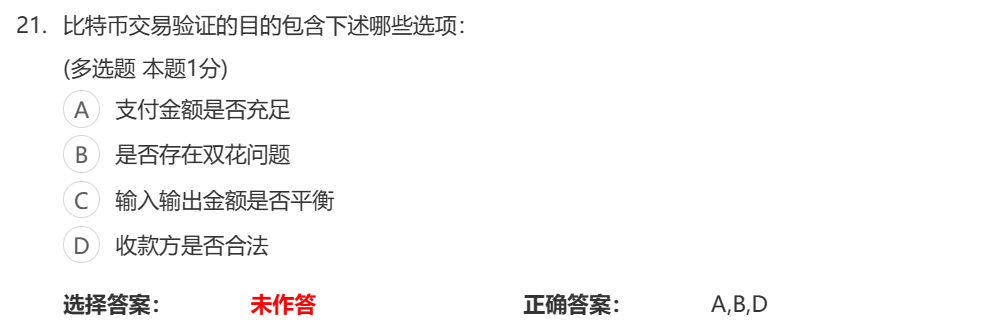 21. 比特币交易验证的目的包含下述哪些选项：
(多选题 本题1分)
A 支付金额是否充足
B 是否存在双花问题
C 输入输出金额是否平衡
D 收款方是否合法
选择答案： 未作答 正确答案： A,B,D